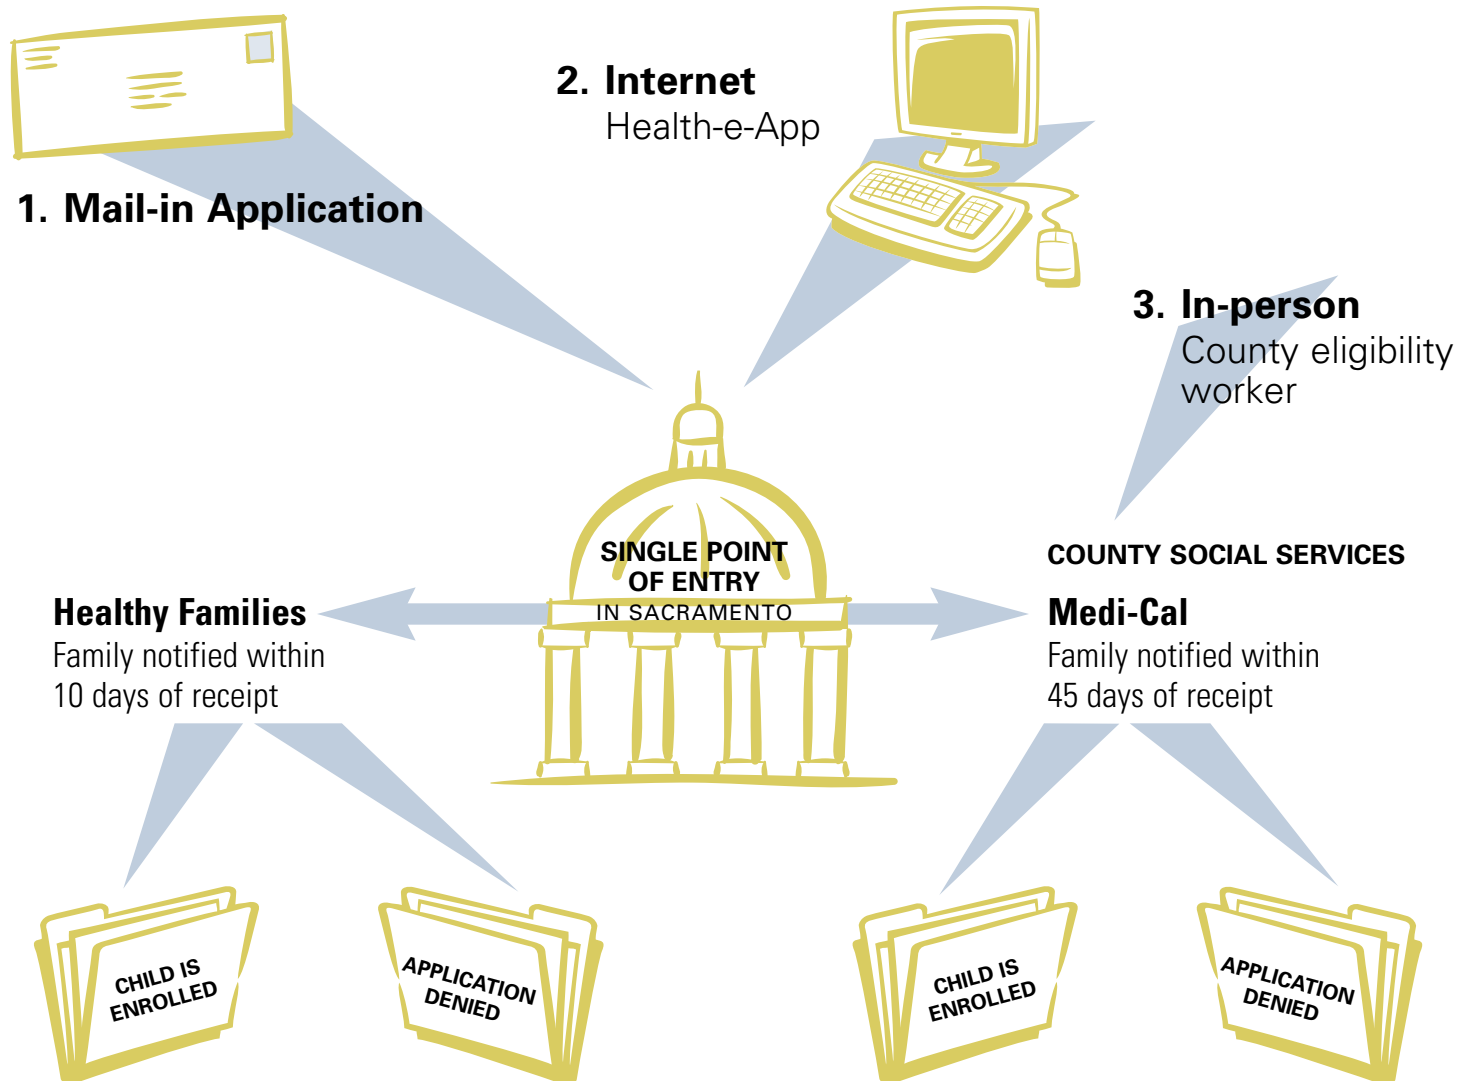 2. Internet
Health-e-App
1. Mail-in Application
3. In-person
County eligibility
worker
SINGLE POINT
OF ENTRY
IN SACRAMENTO
Healthy Families
Family notified within
10 days of receipt
COUNTY SOCIAL SERVICES
Medi-Cal
Family notified within
45 days of receipt
CHILD IS
ENROLLED
APPLICATION
DENIED
CHILD IS
ENROLLED
APPLICATION
DENIED